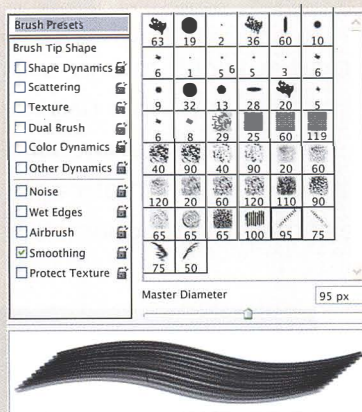 Brush Presets
Brush Tip Shape
Shape Dynamics
Scattering
Texture
Dual Brush
Color Dynamics
Other Dynamics
Noise
Wet Edges
Airbrush
Smoothing
Protect Texture
63 19 2 36 60 10
6 1 5 6 5 3 6
9 32 13 28 20 5
6 8 29 25 60 119
40 90 40 90 20 60
120 20 60 120 110 90
65 65 65 100 95 75
75 50
Master Diameter 95 px